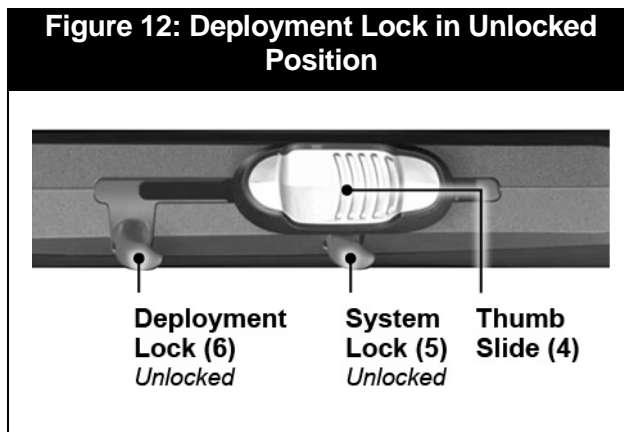 Figure 12: Deployment Lock in Unlocked
Position
Deployment
Lock (6)
Unlocked
System
Lock (5)
Unlocked
Thumb
Slide (4)